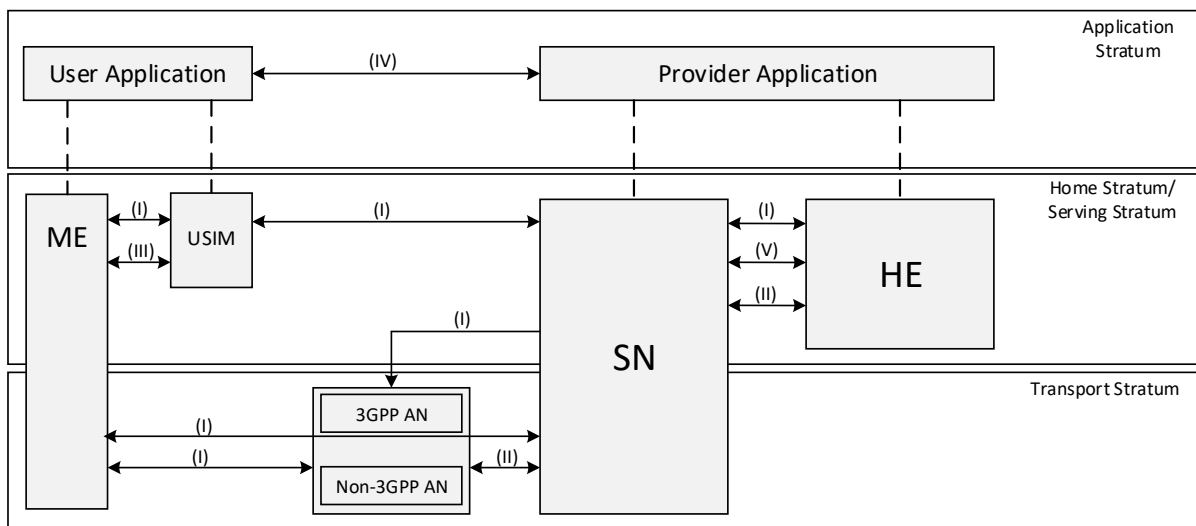 Application
Stratum
User Application
(IV)
Provider Application
Home Stratum/
Serving Stratum
ME
(I)
(III)
USIM
(I)
(I)
(V)
(II)
HE
(I)
SN
Transport Stratum
3GPP AN
(I)
(I)
(II)
Non-3GPP AN